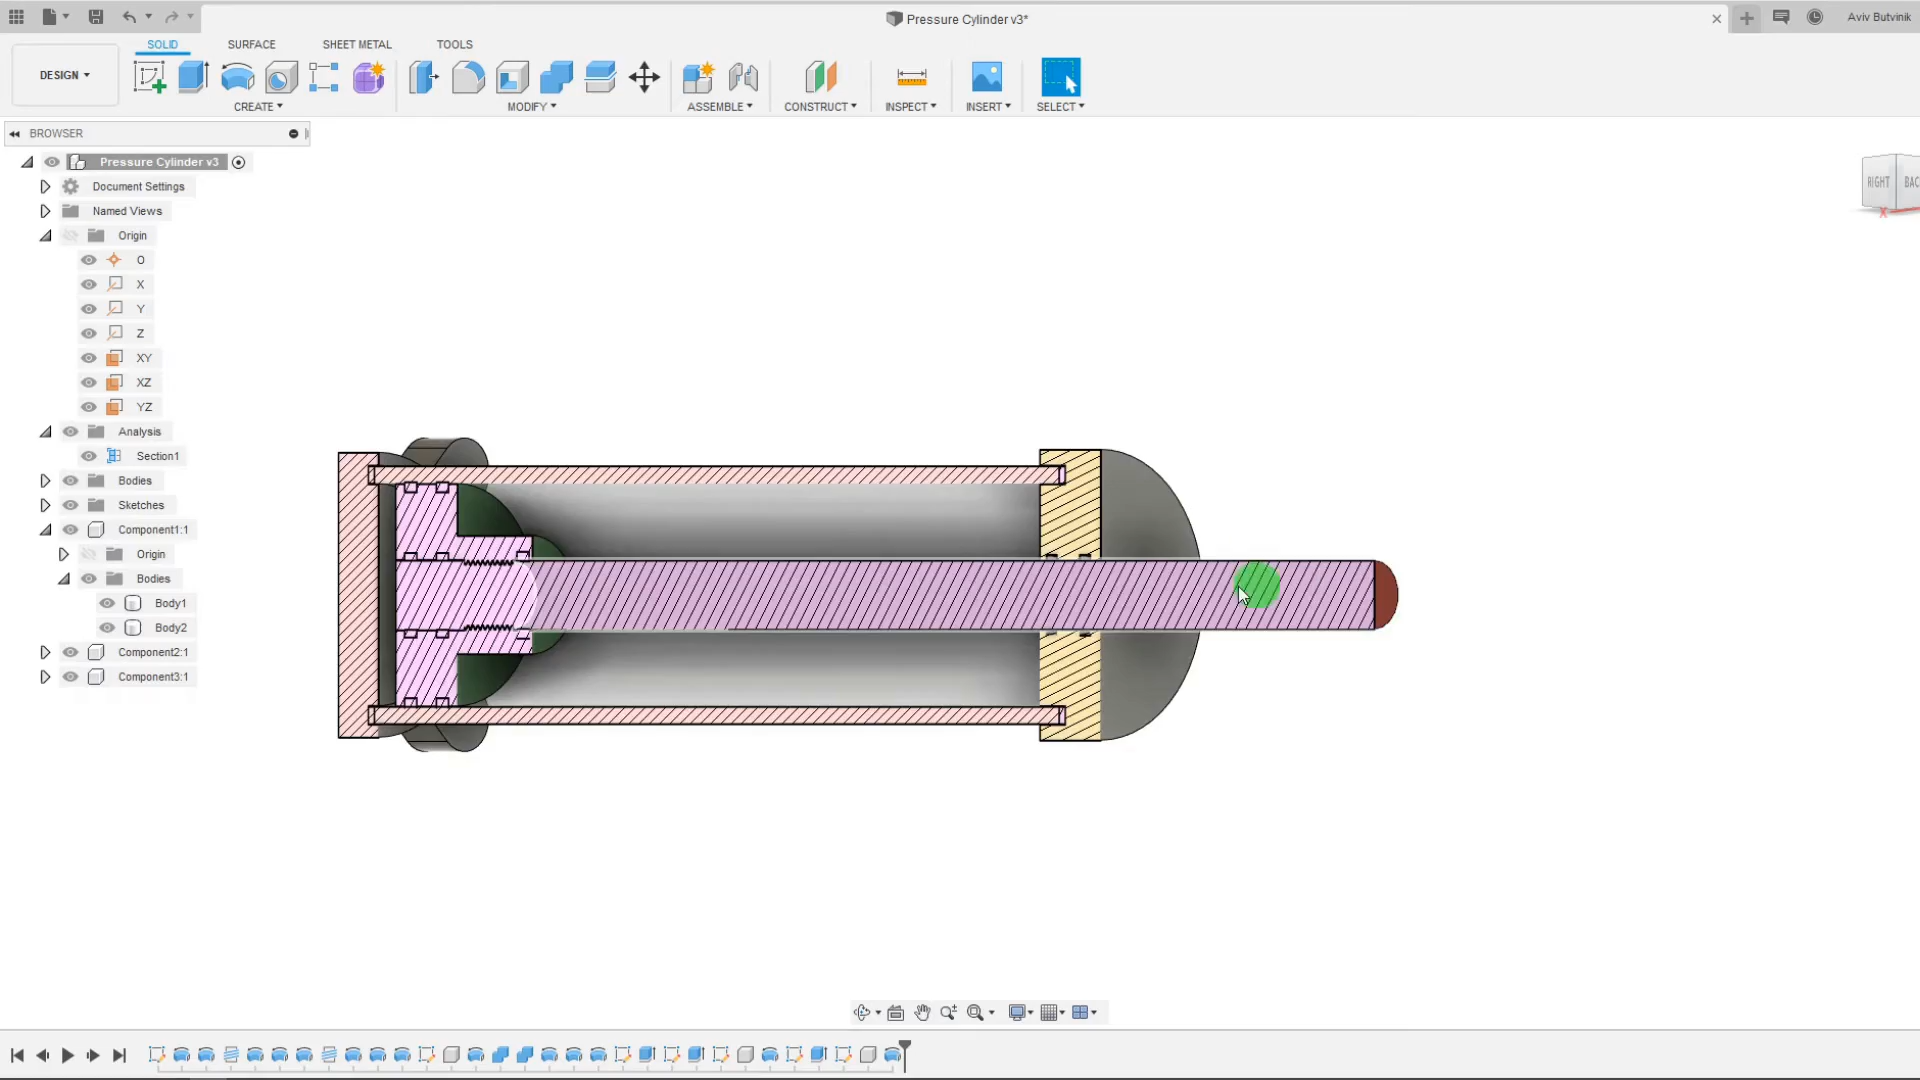 Pressure Cylinder v3*
Aviv Butvinik
SOLID
SURFACE
SHEET METAL
TOOLS
DESIGN
CREATE
MODIFY
ASSEMBLE
CONSTRUCT
INSPECT
INSERT
SELECT
BROWSER
Pressure Cylinder v3
Document Settings
Named Views
Origin
O
X
Y
Z
XY
XZ
YZ
Analysis
Section1
Bodies
Sketches
Component1:1
Origin
Bodies
Body1
Body2
Component2:1
Component3:1
RIGHT
BAC
X